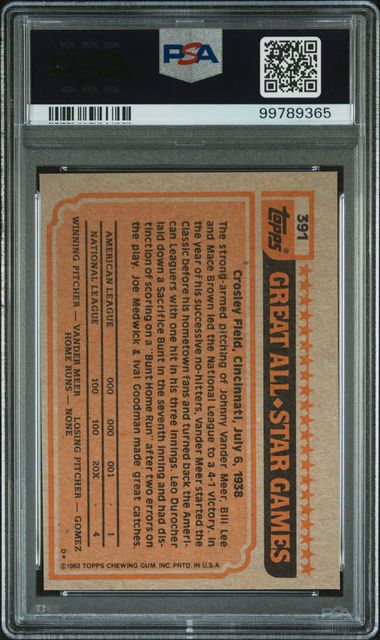 PSA
99789365
391
Topps
GREAT ALL★STAR GAMES
Crosley Field, Cincinnati, July 6, 1938
The strong-armed pitching of Johnny Vander Meer, Bill Lee
and Mace Brown led the National League to a 4-1 victory. In
the year of his successive no-hitters, Vander Meer started the
Classic before his hometown fans and turned back the Ameri-
can Leaguers with one hit in his three innings. Leo Durocher
laid down a Sacrifice Bunt in the seventh inning and had dis-
tinction of scoring on a "Bunt Home Run" after two errors on
the play. Joe Medwick & Ival Goodman made great catches.
AMERICAN LEAGUE 000 000 001 - 1
NATIONAL LEAGUE 100 100 20X - 4
WINNING PITCHER — VANDER MEER LOSING PITCHER — GOMEZ
HOME RUNS — NONE
D*
©1983 TOPPS CHEWING GUM, INC. PRTD. IN U.S.A.